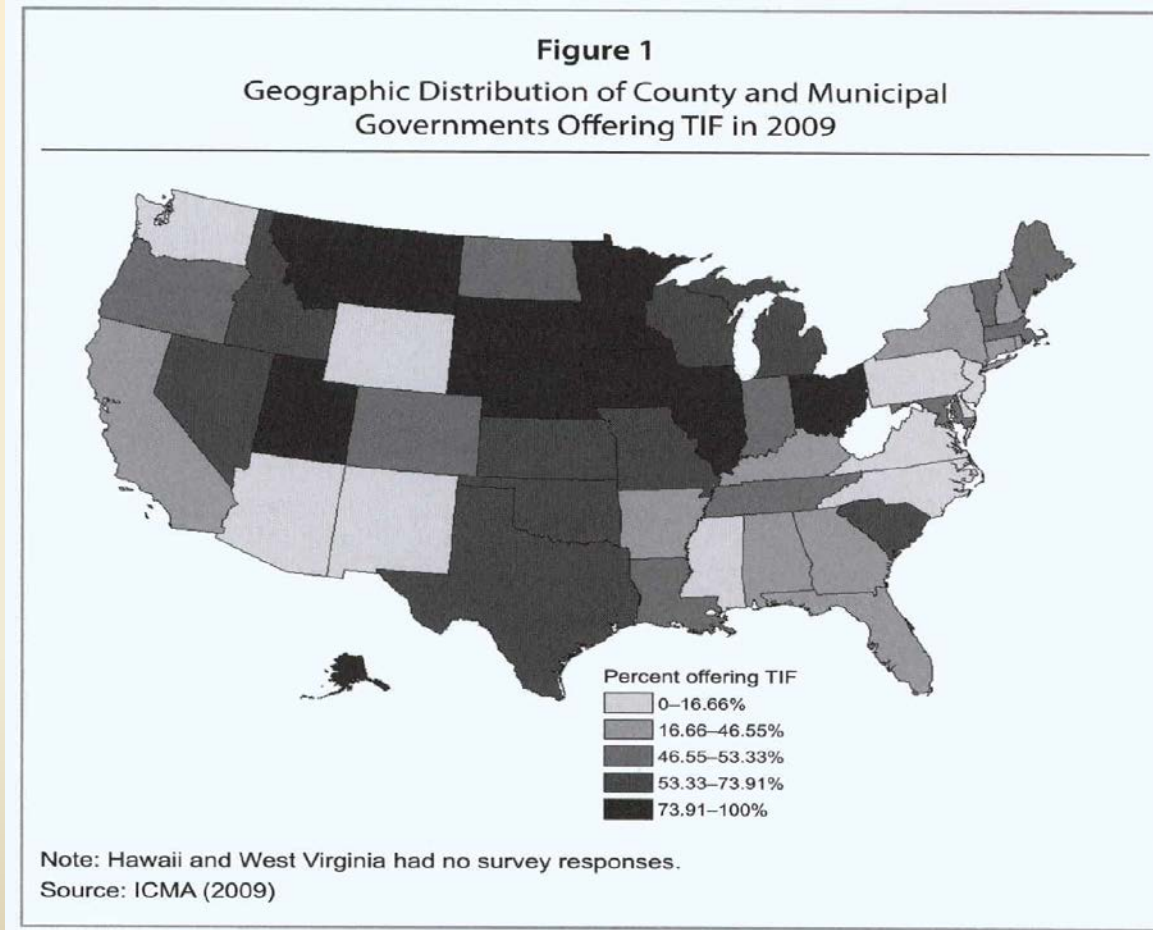 Figure 1
Geographic Distribution of County and Municipal
Governments Offering TIF in 2009
Percent offering TIF
0–16.66%
16.66–46.55%
46.55–53.33%
53.33–73.91%
73.91–100%
Note: Hawaii and West Virginia had no survey responses.
Source: ICMA (2009)